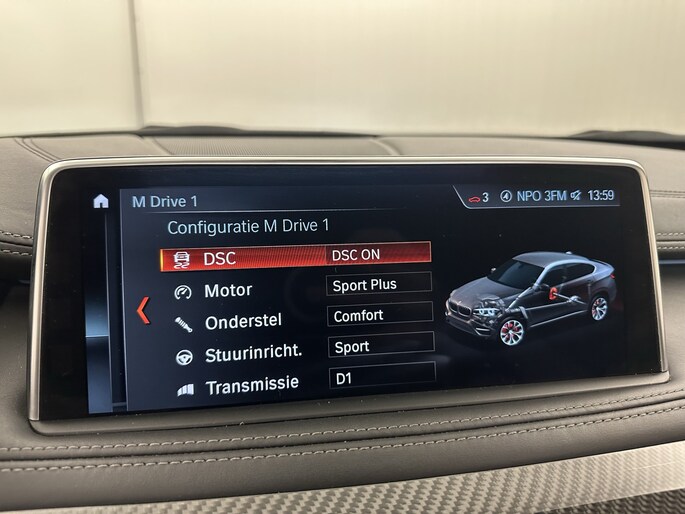 M Drive 1
3 NPO 3FM 13:59
Configuratie M Drive 1
DSC DSC ON
Motor Sport Plus
Onderstel Comfort
Stuurinricht. Sport
Transmissie D1